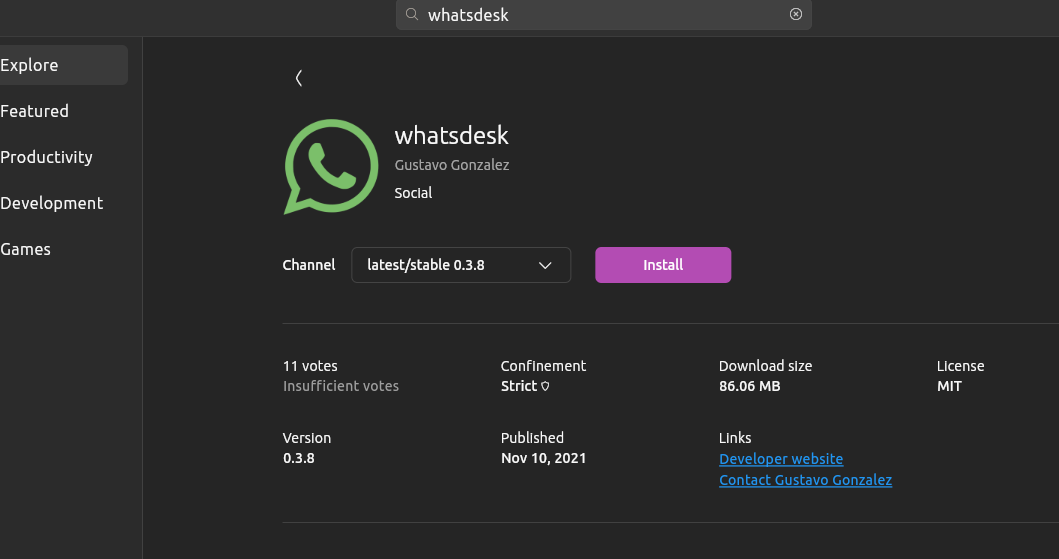 whatsdesk
Explore
Featured
Productivity
Development
Games
whatsdesk
Gustavo Gonzalez
Social
Channel latest/stable 0.3.8 Install
11 votes Confinement Download size License
Insufficient votes Strict 86.06 MB MIT
Version Published Links
0.3.8 Nov 10, 2021 Developer website
Contact Gustavo Gonzalez